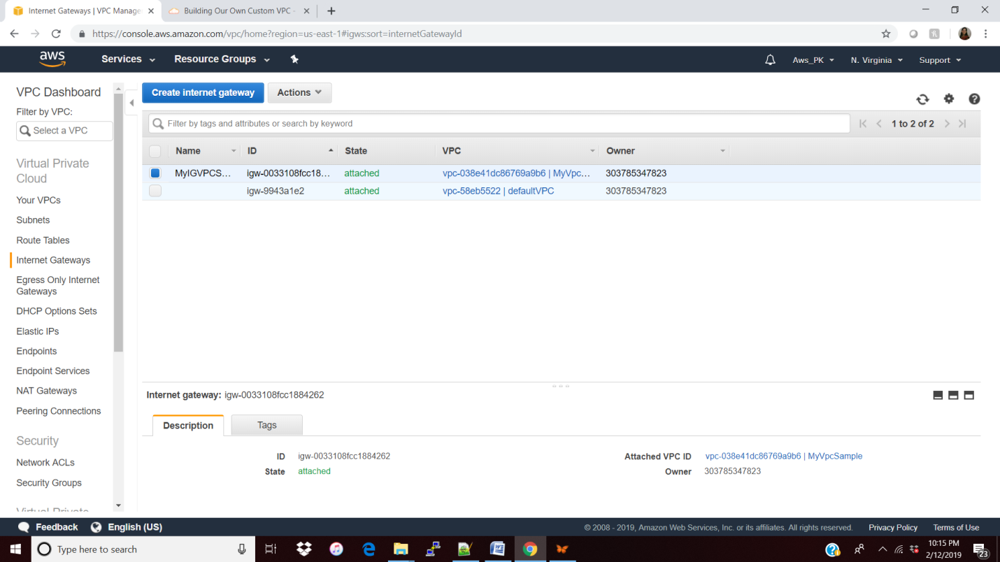 Internet Gateways | VPC Manage
Building Our Own Custom VPC -
https://console.aws.amazon.com/vpc/home?region=us-east-1#igws:sort=internetGatewayId
aws
Services
Resource Groups
Aws_PK
N. Virginia
Support
VPC Dashboard
Filter by VPC:
Select a VPC
Virtual Private
Cloud
Your VPCs
Subnets
Route Tables
Internet Gateways
Egress Only Internet
Gateways
DHCP Options Sets
Elastic IPs
Endpoints
Endpoint Services
NAT Gateways
Peering Connections
Security
Network ACLs
Security Groups
Virtual Private
Create internet gateway
Actions
Filter by tags and attributes or search by keyword
1 to 2 of 2
Name ID State VPC Owner
MyIGVPCS... igw-0033108fcc18... attached vpc-038e41dc86769a9b6 | MyVpc... 303785347823
igw-9943a1e2 attached vpc-58eb5522 | defaultVPC 303785347823
Internet gateway: igw-0033108fcc1884262
Description
Tags
ID igw-0033108fcc1884262
Attached VPC ID vpc-038e41dc86769a9b6 | MyVpcSample
State attached
Owner 303785347823
Feedback
English (US)
© 2008 - 2019, Amazon Web Services, Inc. or its affiliates. All rights reserved.
Privacy Policy
Terms of Use
Type here to search
10:15 PM
2/12/2019
23